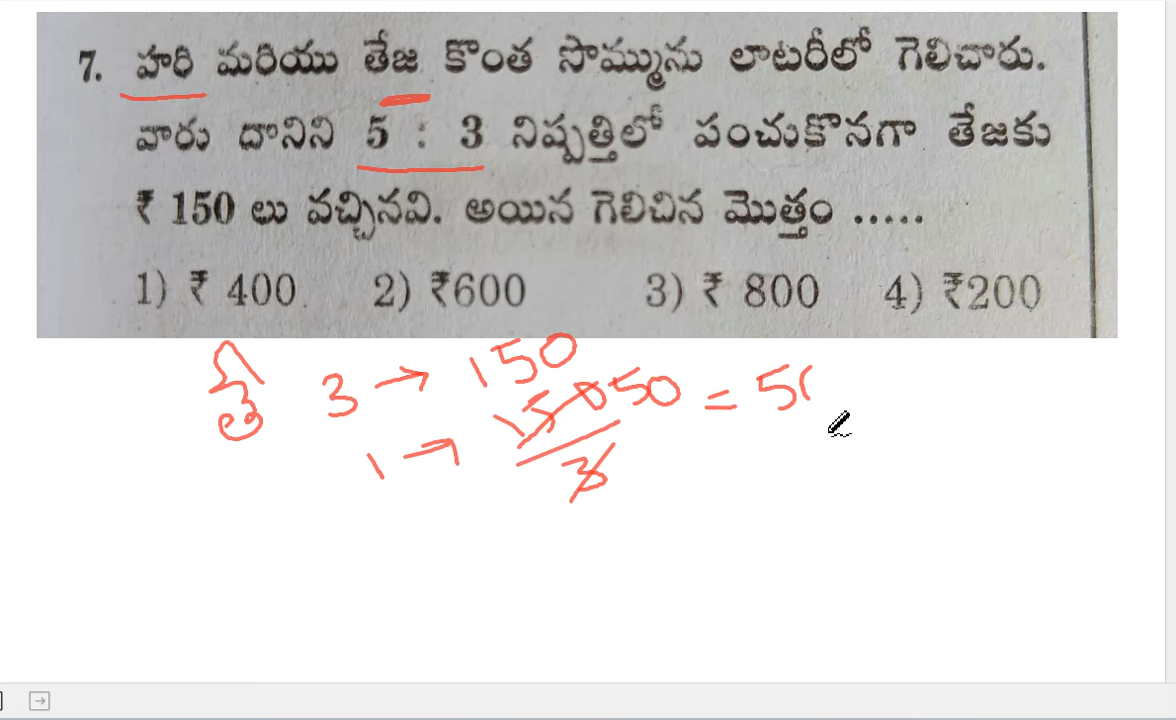 7. హరి మరియు తేజ కొంత సొమ్మును లాటరీలో గెలిచారు.
వారు దానిని 5 : 3 నిష్పత్తిలో పంచుకొనగా తేజకు
₹ 150 లు వచ్చినవి. అయిన గెలిచిన మొత్తం .....
1) ₹ 400 2) ₹600 3) ₹ 800 4) ₹200
తే 3 → 150
1 → 150/3 50 = 50